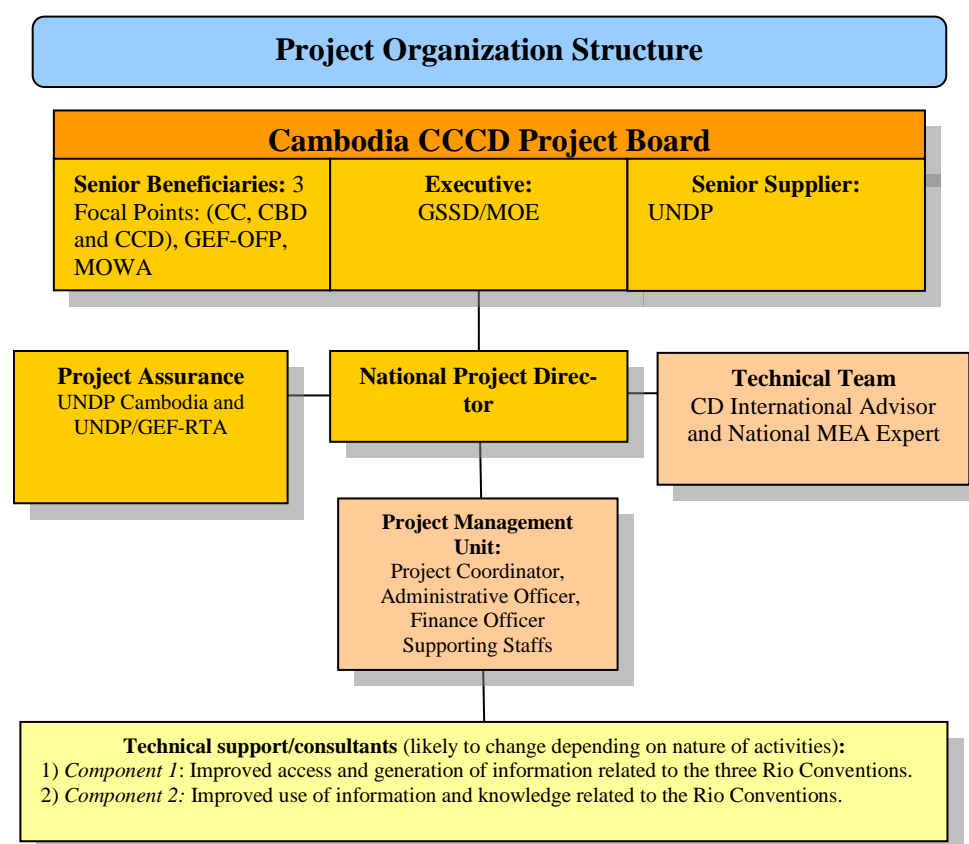 Project Organization Structure
Cambodia CCCD Project Board
Senior Beneficiaries: 3
Focal Points: (CC, CBD
and CCD), GEF-OFP,
MOWA
Executive:
GSSD/MOE
Senior Supplier:
UNDP
Project Assurance
UNDP Cambodia and
UNDP/GEF-RTA
National Project Direc-
tor
Technical Team
CD International Advisor
and National MEA Expert
Project Management
Unit:
Project Coordinator,
Administrative Officer,
Finance Officer
Supporting Staffs
Technical support/consultants (likely to change depending on nature of activities):
1) Component 1: Improved access and generation of information related to the three Rio Conventions.
2) Component 2: Improved use of information and knowledge related to the Rio Conventions.